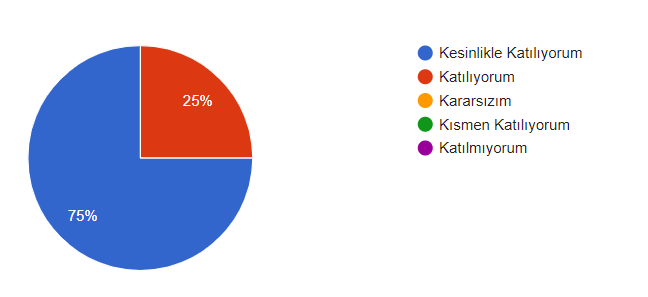 Kesinlikle Katılıyorum
Katılıyorum
Kararsızım
Kısmen Katılıyorum
Katılmıyorum
25%
75%